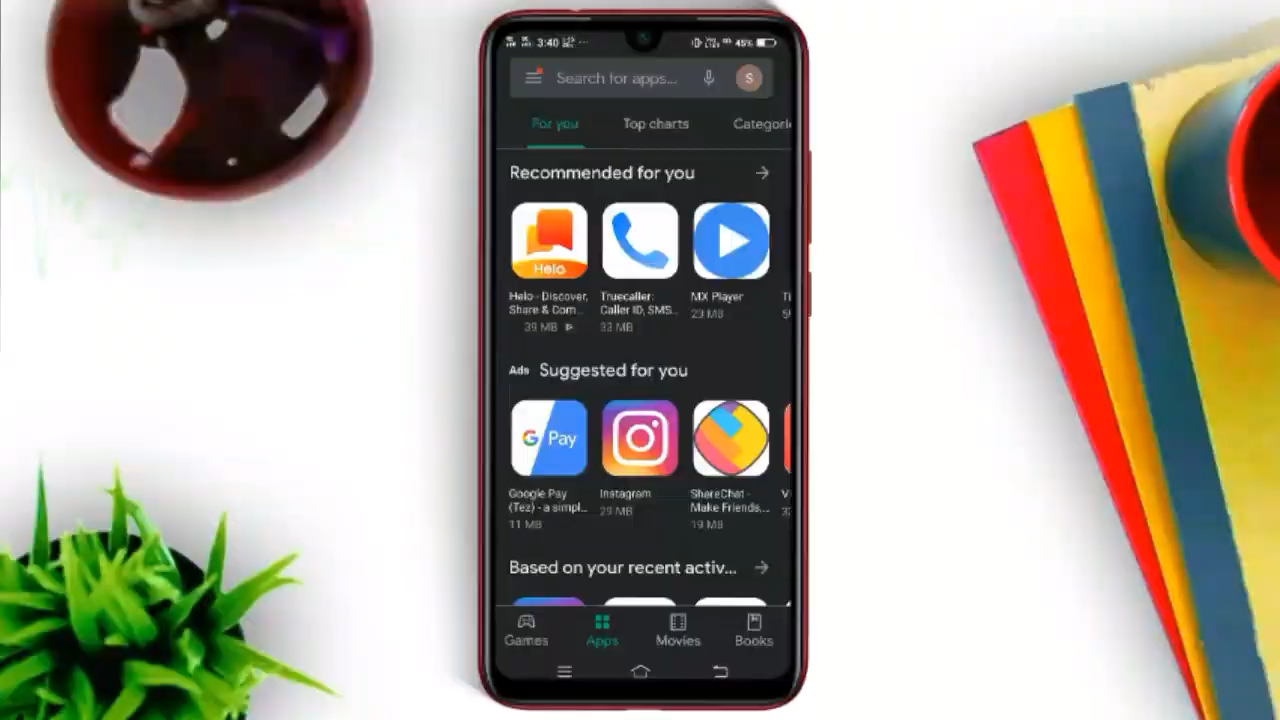 3:40
45%
Search for apps...
S
For you
Top charts
Categori
Recommended for you
Helo
Helo - Discover,
Share & Com...
39 MB
Truecaller:
Caller ID, SMS...
33 MB
MX Player
23 MB
Ads
Suggested for you
G Pay
Google Pay
(Tez) - a simpl...
11 MB
Instagram
29 MB
ShareChat -
Make Friends,...
19 MB
Based on your recent activ...
Games
Apps
Movies
Books